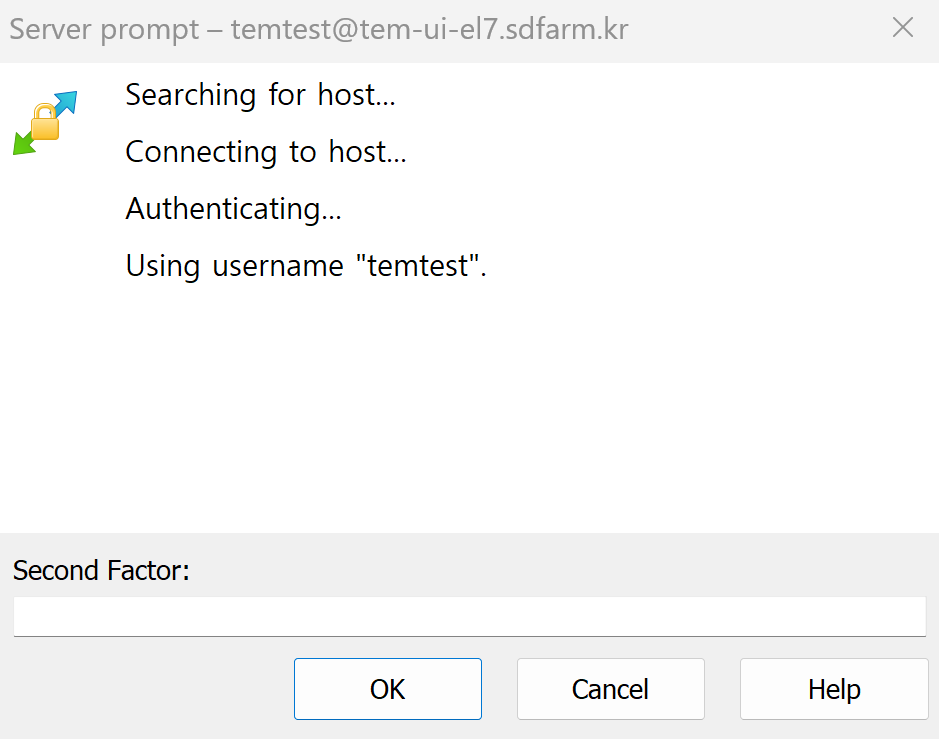 Server prompt – temtest@tem-ui-el7.sdfarm.kr
Searching for host...
Connecting to host...
Authenticating...
Using username "temtest".
Second Factor:
OK
Cancel
Help